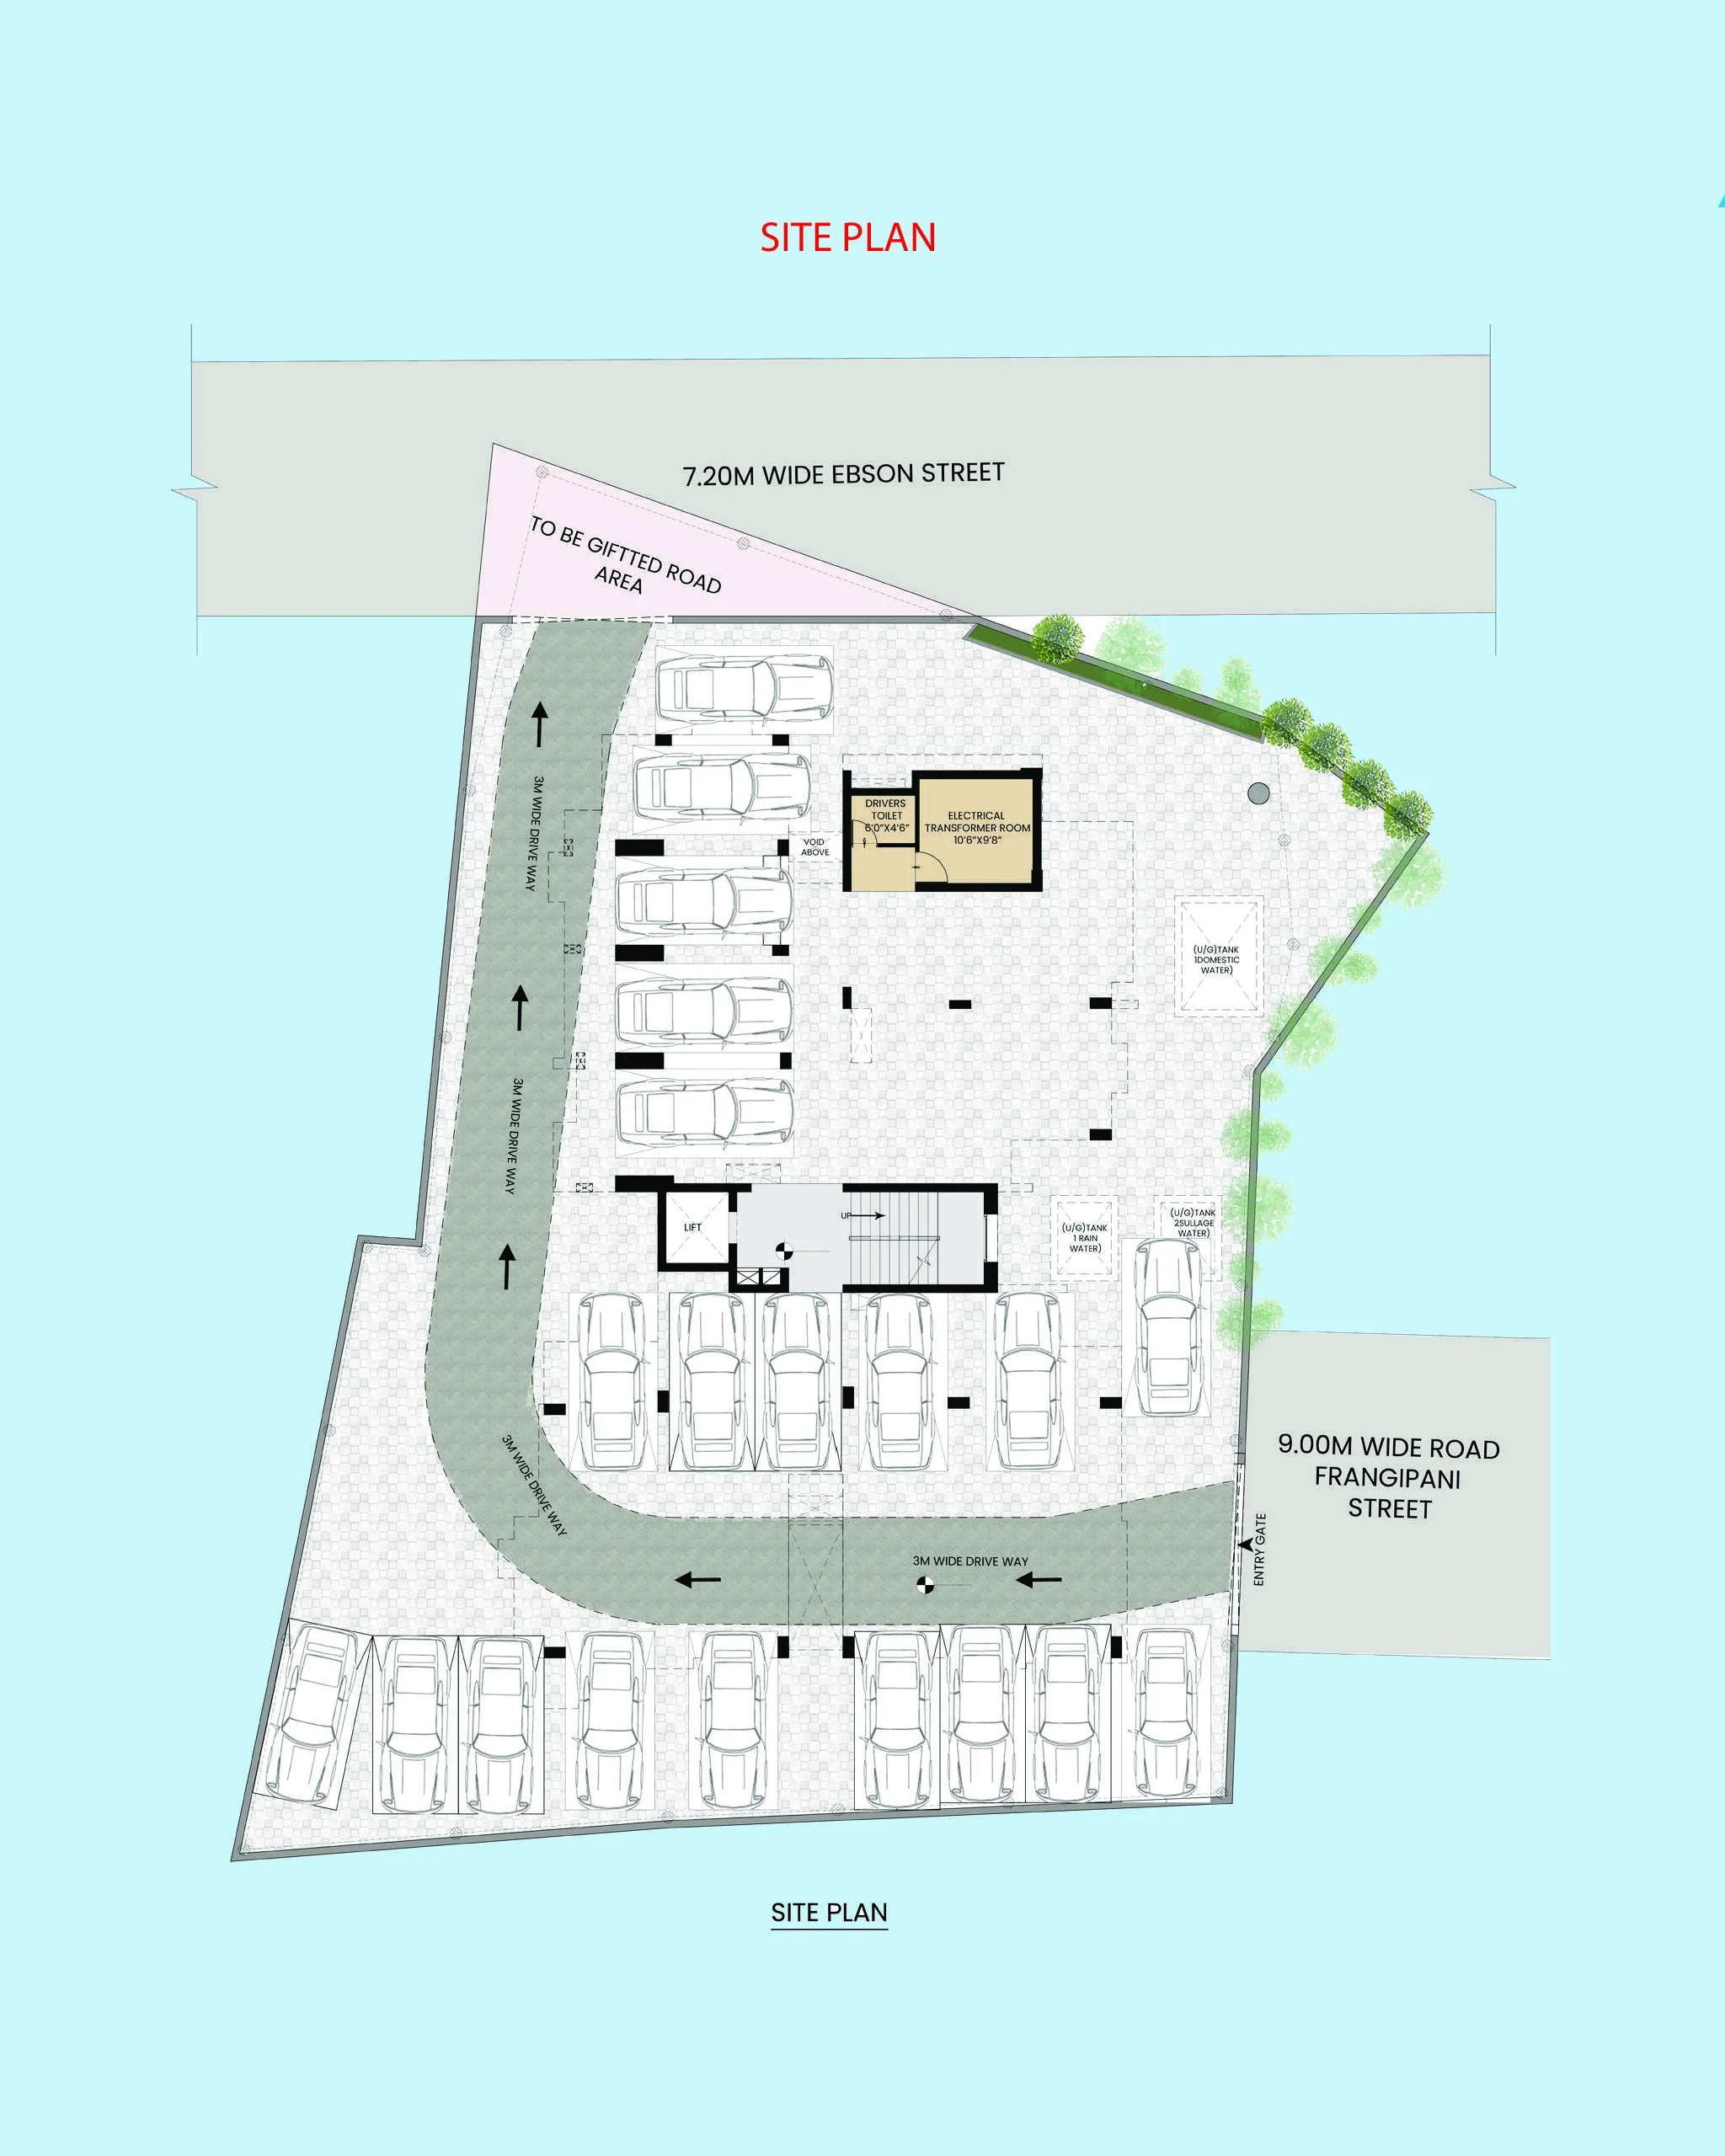 SITE PLAN
7.20M WIDE EBSON STREET
TO BE GIFTTED ROAD
AREA
3M WIDE DRIVE WAY
DRIVERS
TOILET
6'0"X4'6"
ELECTRICAL
TRANSFORMER ROOM
10'6"X9'8"
VOID
ABOVE
(U/G)TANK
1DOMESTIC
WATER)
3M WIDE DRIVE WAY
LIFT
UP
(U/G)TANK
1 RAIN
WATER)
(U/G)TANK
2SULLAGE
WATER)
3M WIDE DRIVE WAY
9.00M WIDE ROAD
FRANGIPANI
STREET
ENTRY GATE
3M WIDE DRIVE WAY
SITE PLAN